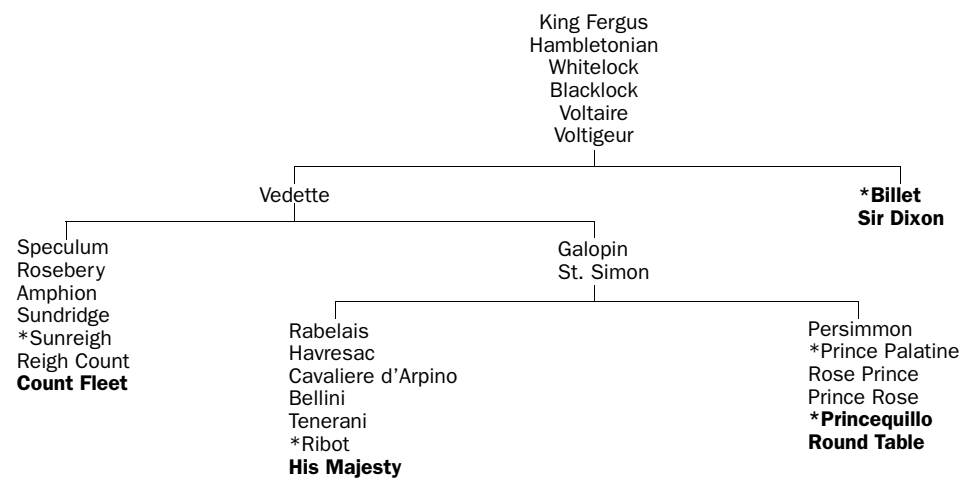 King Fergus
Hambletonian
Whitelock
Blacklock
Voltaire
Voltigeur
Vedette
*Billet
Sir Dixon
Speculum
Rosebery
Amphion
Sundridge
*Sunreigh
Reigh Count
Count Fleet
Galopin
St. Simon
Rabelais
Havresac
Cavaliere d'Arpino
Bellini
Tenerani
*Ribot
His Majesty
Persimmon
*Prince Palatine
Rose Prince
Prince Rose
*Princequillo
Round Table